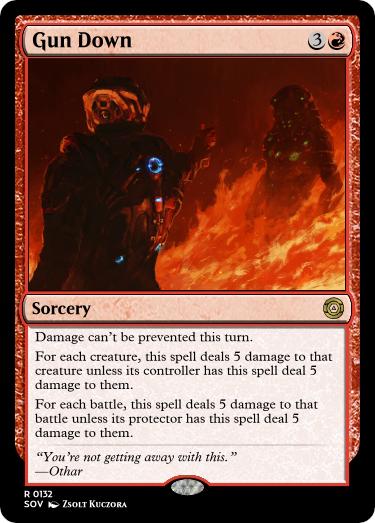 Gun Down 3
Sorcery
Damage can't be prevented this turn.
For each creature, this spell deals 5 damage to that
creature unless its controller has this spell deal 5
damage to them.
For each battle, this spell deals 5 damage to that
battle unless its protector has this spell deal 5
damage to them.
“You're not getting away with this.”
—Othar
R 0132
SOV Zsolt Kuczora